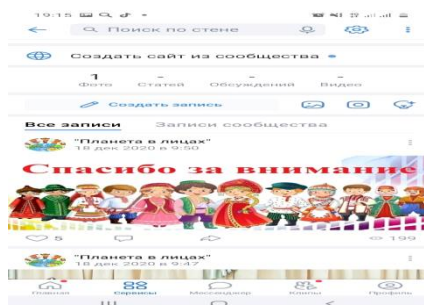 19:15
Поиск по стене
Создать сайт из сообщества
1 - - -
Фото Статей Обсуждений Видео
Создать запись
Все записи Записи сообщества
"Планета в лицах"
18 дек 2020 в 9:50
Спасибо за внимание
5 199
"Планета в лицах"
18 дек 2020 в 9:47
Главная Сервисы Мессенджер Клипы Профиль